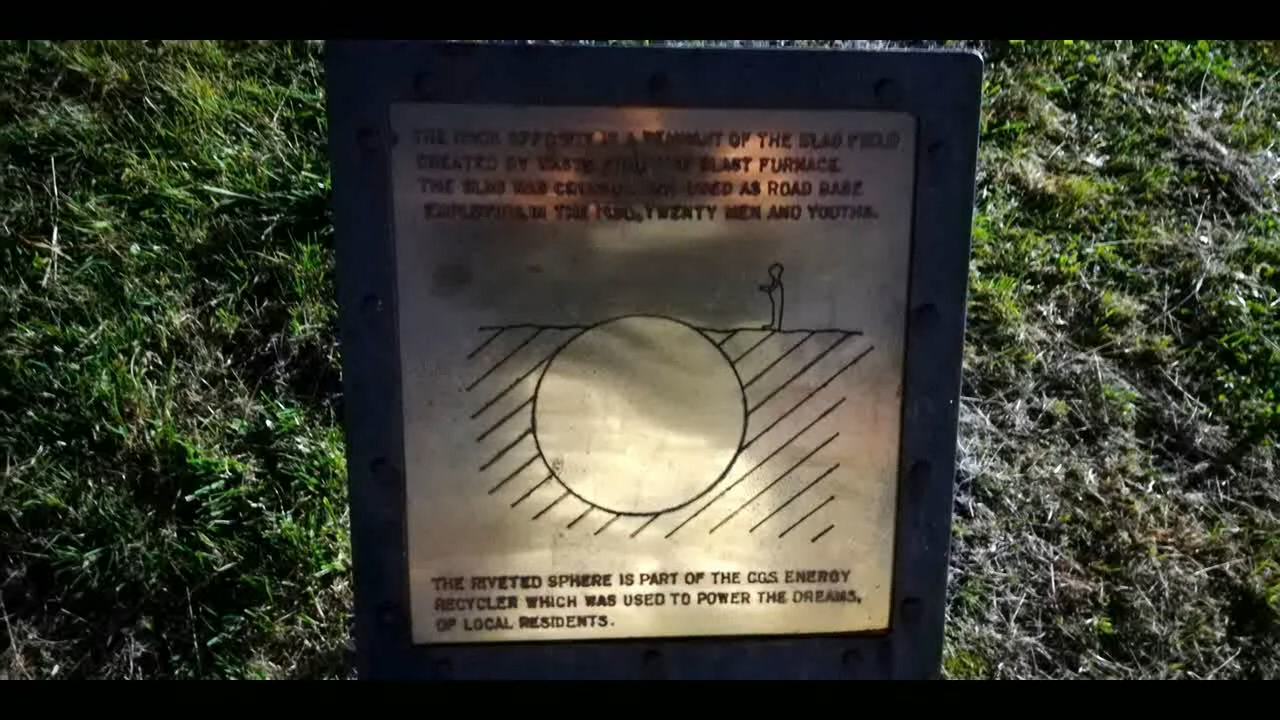 THE ROCK OPPOSITE IS A REMNANT OF THE SLAG FIELD
CREATED BY WASTE BLAST FURNACE.
THE SLAG WAS USED AS ROAD BASE
EMPLOYING, IN THE TWENTY MEN AND YOUTHS.
THE RIVETED SPHERE IS PART OF THE CGS ENERGY
RECYCLER WHICH WAS USED TO POWER THE DREAMS,
OF LOCAL RESIDENTS.